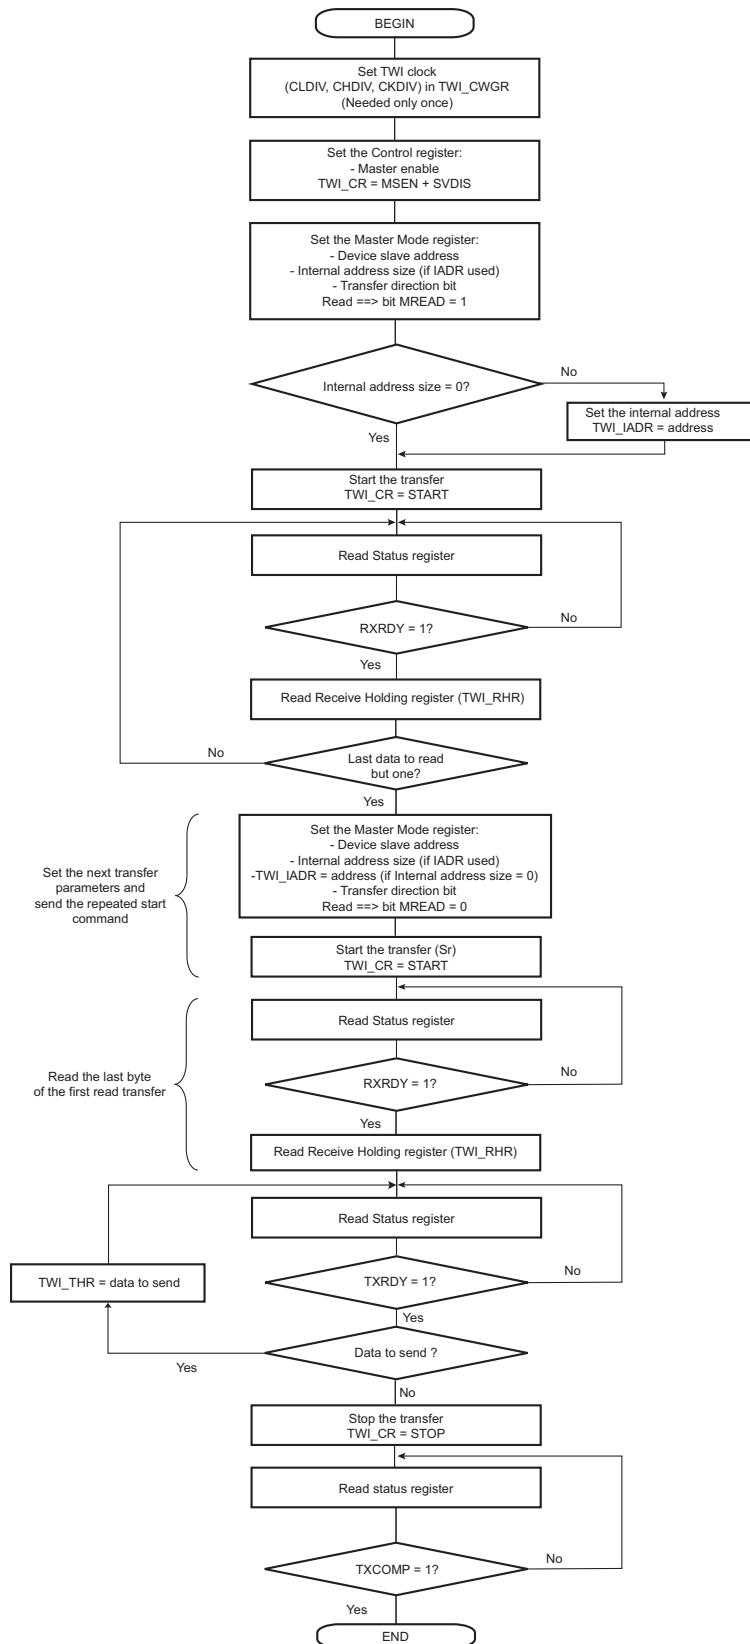 BEGIN
Set TWI clock
(CLDIV, CHDIV, CKDIV) in TWI_CWGR
(Needed only once)
Set the Control register:
- Master enable
TWI_CR = MSEN + SVDIS
Set the Master Mode register:
- Device slave address
- Internal address size (if IADR used)
- Transfer direction bit
Read ==> bit MREAD = 1
Internal address size = 0?
No
Set the internal address
TWI_IADR = address
Yes
Start the transfer
TWI_CR = START
Read Status register
RXRDY = 1?
No
Yes
Read Receive Holding register (TWI_RHR)
No
Last data to read
but one?
Yes
Set the Master Mode register:
- Device slave address
- Internal address size (if IADR used)
-TWI_IADR = address (if Internal address size = 0)
- Transfer direction bit
Read ==> bit MREAD = 0
Set the next transfer
parameters and
send the repeated start
command
Start the transfer (Sr)
TWI_CR = START
Read Status register
RXRDY = 1?
No
Read the last byte
of the first read transfer
Yes
Read Receive Holding register (TWI_RHR)
Read Status register
TWI_THR = data to send
TXRDY = 1?
No
Yes
Data to send ?
Yes
No
Stop the transfer
TWI_CR = STOP
Read status register
TXCOMP = 1?
No
Yes
END